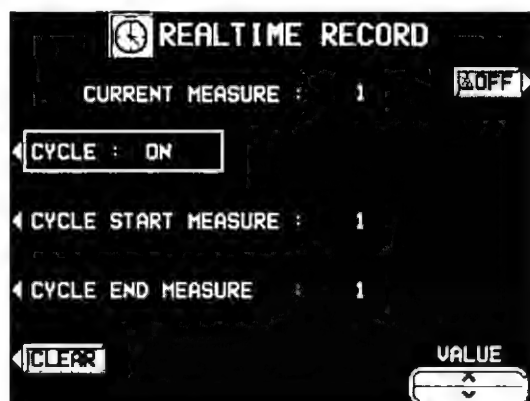 REALTIME RECORD
OFF
CURRENT MEASURE : 1
CYCLE : ON
CYCLE START MEASURE : 1
CYCLE END MEASURE : 1
CLEAR
VALUE